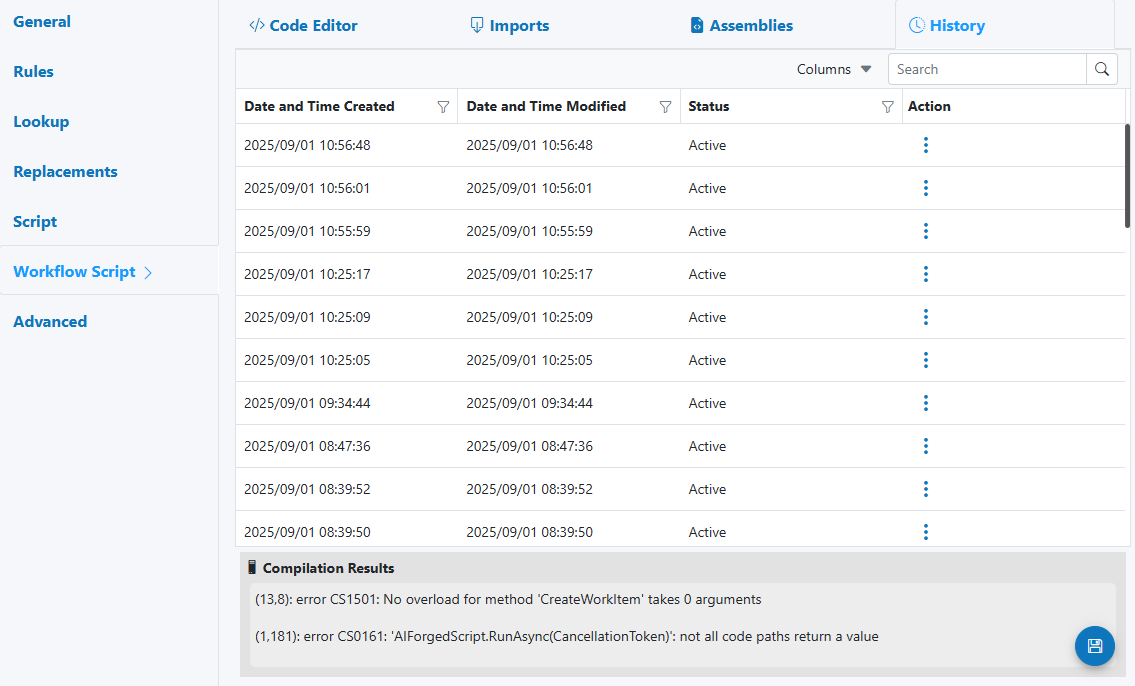 General
Rules
Lookup
Replacements
Script
Workflow Script
Advanced
Code Editor Imports Assemblies History
Columns Search
Date and Time Created Date and Time Modified Status Action
2025/09/01 10:56:48 2025/09/01 10:56:48 Active
2025/09/01 10:56:01 2025/09/01 10:56:01 Active
2025/09/01 10:55:59 2025/09/01 10:55:59 Active
2025/09/01 10:25:17 2025/09/01 10:25:17 Active
2025/09/01 10:25:09 2025/09/01 10:25:09 Active
2025/09/01 10:25:05 2025/09/01 10:25:05 Active
2025/09/01 09:34:44 2025/09/01 09:34:44 Active
2025/09/01 08:47:36 2025/09/01 08:47:36 Active
2025/09/01 08:39:52 2025/09/01 08:39:52 Active
2025/09/01 08:39:50 2025/09/01 08:39:50 Active
Compilation Results
(13,8): error CS1501: No overload for method 'CreateWorkItem' takes 0 arguments
(1,181): error CS0161: 'AIForgedScript.RunAsync(CancellationToken)': not all code paths return a value